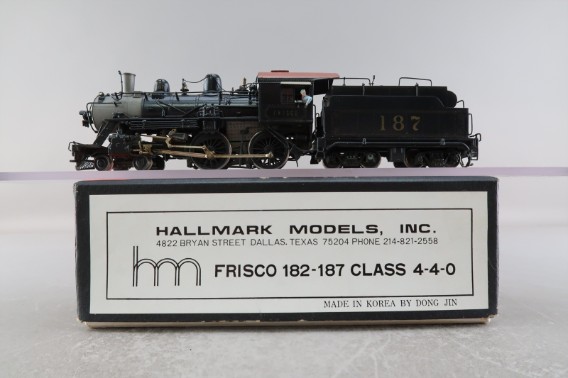 FRISCO
187
HALLMARK MODELS, INC.
4822 BRYAN STREET DALLAS, TEXAS 75204 PHONE 214-821-2558
hm FRISCO 182-187 CLASS 4-4-0
MADE IN KOREA BY DONG JIN